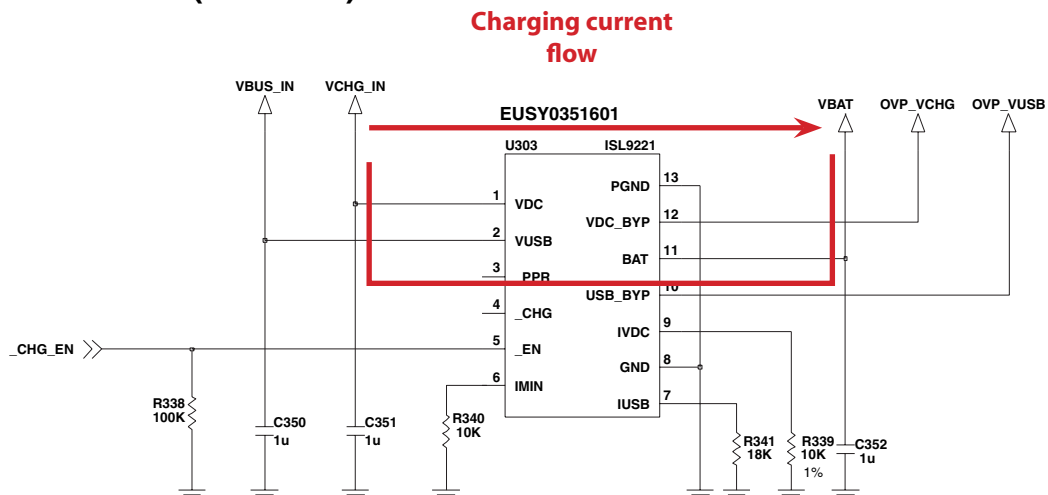 Charging current
flow
VBUS_IN
VCHG_IN
VBAT
OVP_VCHG
OVP_VUSB
EUSY0351601
U303
ISL9221
1
VDC
2
VUSB
3
_PPR
4
_CHG
5
_EN
6
IMIN
PGND
13
VDC_BYP
12
BAT
11
USB_BYP
10
IVDC
9
GND
8
IUSB
7
_CHG_EN
R338
100K
C350
1u
C351
1u
R340
10K
R341
18K
R339
10K
1%
C352
1u